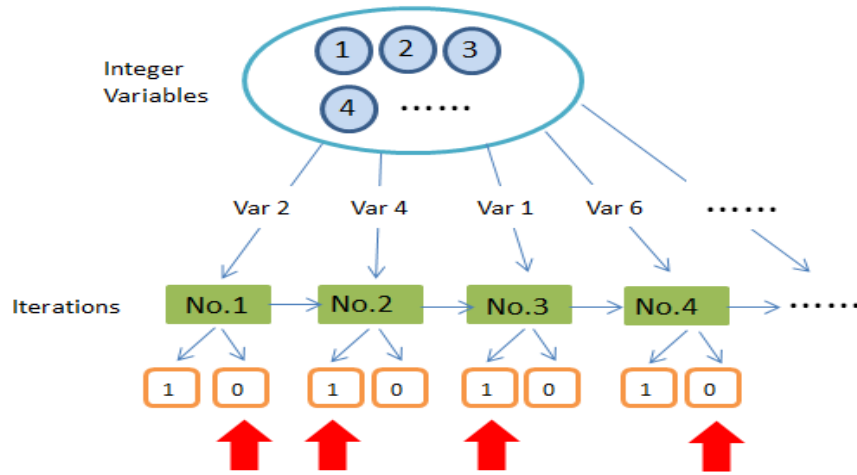 1 2 3
Integer
Variables
4 ......
Var 2 Var 4 Var 1 Var 6 ......
Iterations No.1 No.2 No.3 No.4 ......
1 0 1 0 1 0 1 0